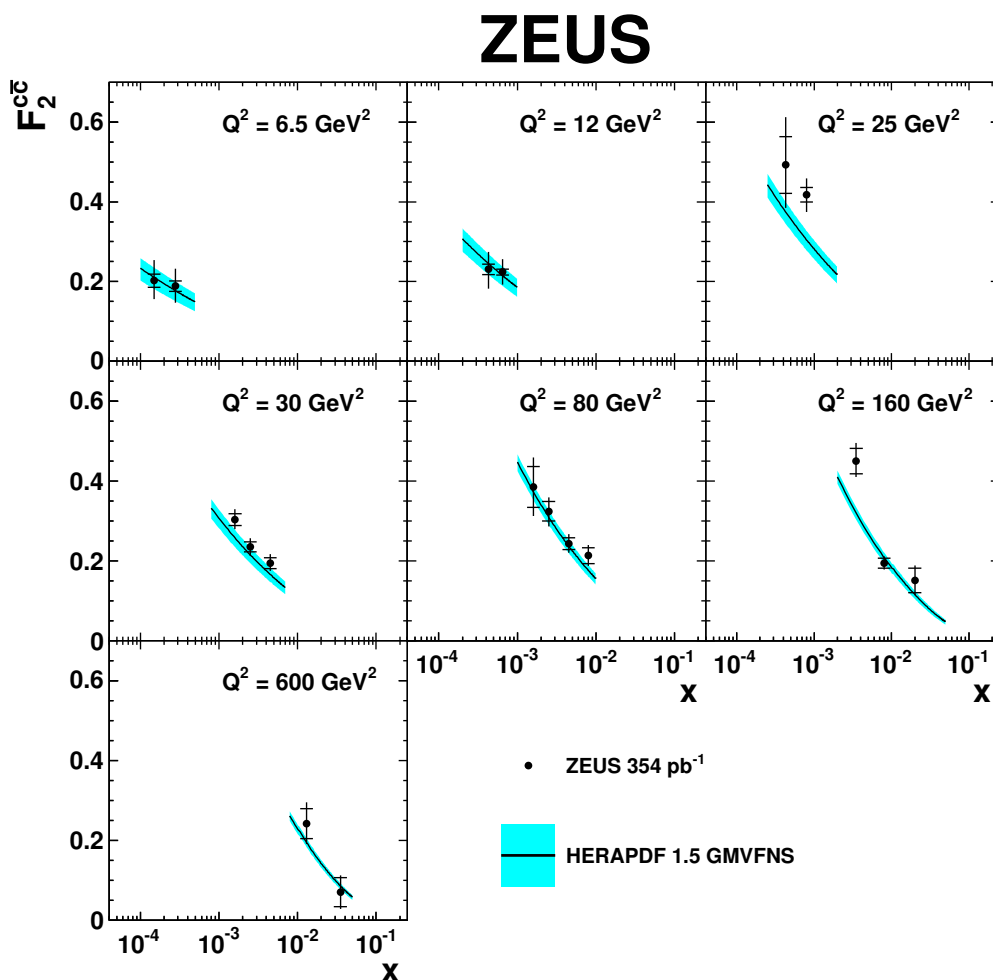 ZEUS
F₂^cc̄
Q² = 6.5 GeV²
Q² = 12 GeV²
Q² = 25 GeV²
0.6
0.4
0.2
0
Q² = 30 GeV²
Q² = 80 GeV²
Q² = 160 GeV²
0.6
0.4
0.2
0
10⁻⁴ 10⁻³ 10⁻² 10⁻¹
x
10⁻⁴ 10⁻³ 10⁻² 10⁻¹
x
Q² = 600 GeV²
0.6
0.4
0.2
0
10⁻⁴ 10⁻³ 10⁻² 10⁻¹
x
ZEUS 354 pb⁻¹
HERAPDF 1.5 GMVFNS